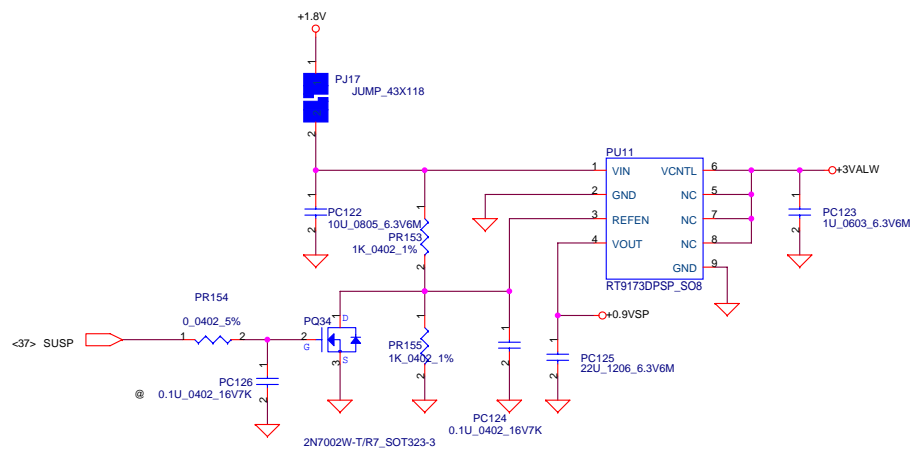 +1.8V
1
PJ17
JUMP_43X118
2
PU11
1 VIN VCNTL 6 +3VALW
2 GND NC 5
3 REFEN NC 7
4 VOUT NC 8
GND 9
RT9173DPSP_SO8
1
PC122
10U_0805_6.3V6M
2
1
PR153
1K_0402_1%
2
1
PC123
1U_0603_6.3V6M
2
PR154
0_0402_5%
<37> SUSP 1 2
PQ34
2 G
1 D
3 S
1
PR155
1K_0402_1%
2
1
2
+0.9VSP
1
PC125
22U_1206_6.3V6M
2
1
PC126
@ 0.1U_0402_16V7K
2
PC124
0.1U_0402_16V7K
2N7002W-T/R7_SOT323-3